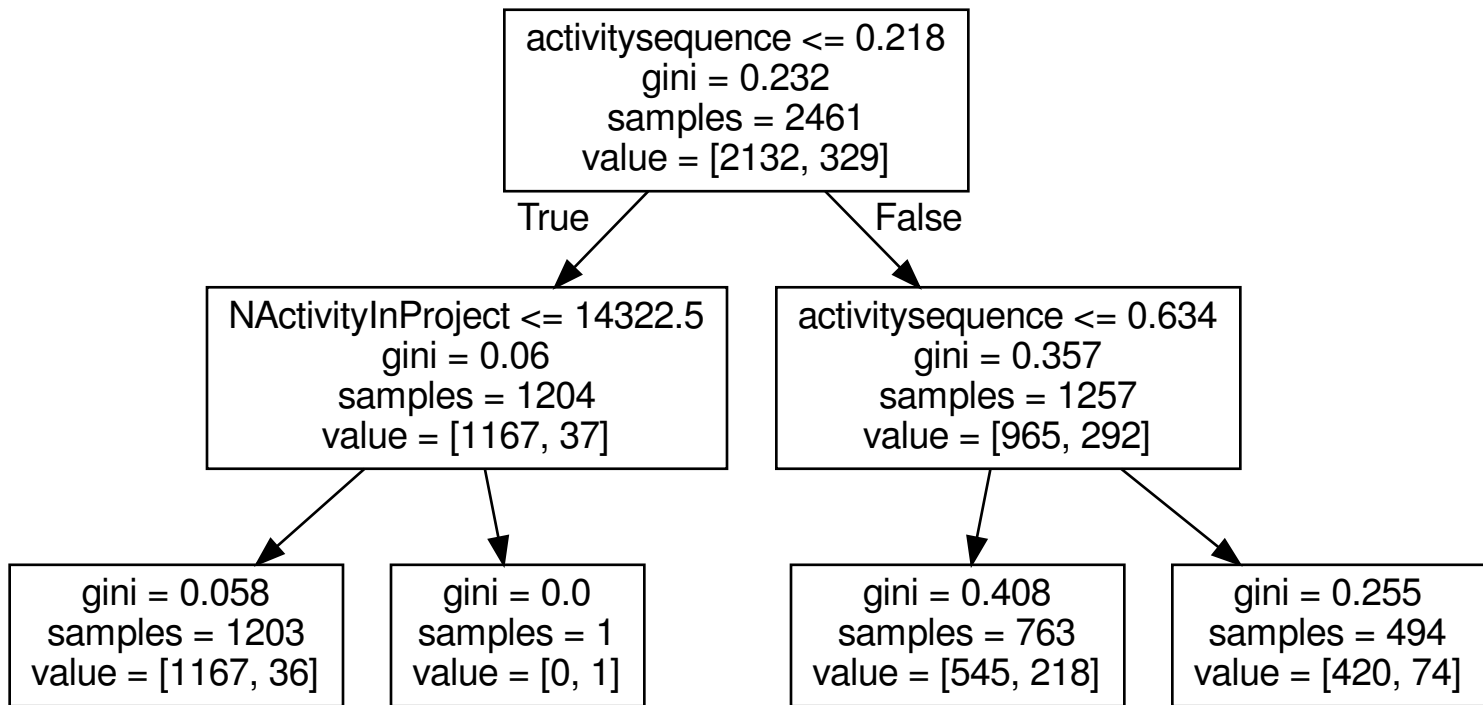 activitysequence <= 0.218
gini = 0.232
samples = 2461
value = [2132, 329]
True
False
NActivityInProject <= 14322.5
gini = 0.06
samples = 1204
value = [1167, 37]
activitysequence <= 0.634
gini = 0.357
samples = 1257
value = [965, 292]
gini = 0.058
samples = 1203
value = [1167, 36]
gini = 0.0
samples = 1
value = [0, 1]
gini = 0.408
samples = 763
value = [545, 218]
gini = 0.255
samples = 494
value = [420, 74]